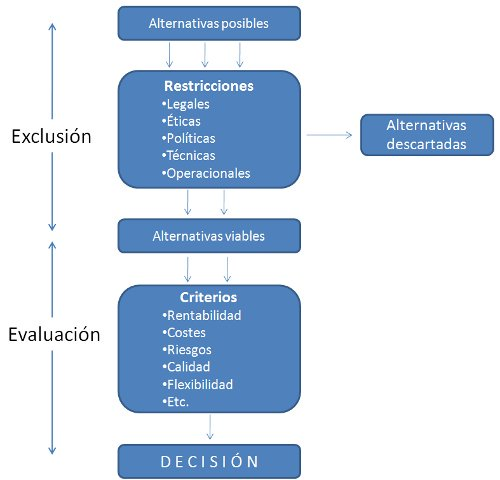 Alternativas posibles
Restricciones
•Legales
•Éticas
•Políticas
•Técnicas
•Operacionales
Exclusión
Alternativas
descartadas
Alternativas viables
Criterios
•Rentabilidad
•Costes
•Riesgos
•Calidad
•Flexibilidad
•Etc.
Evaluación
D E C I S I Ó N